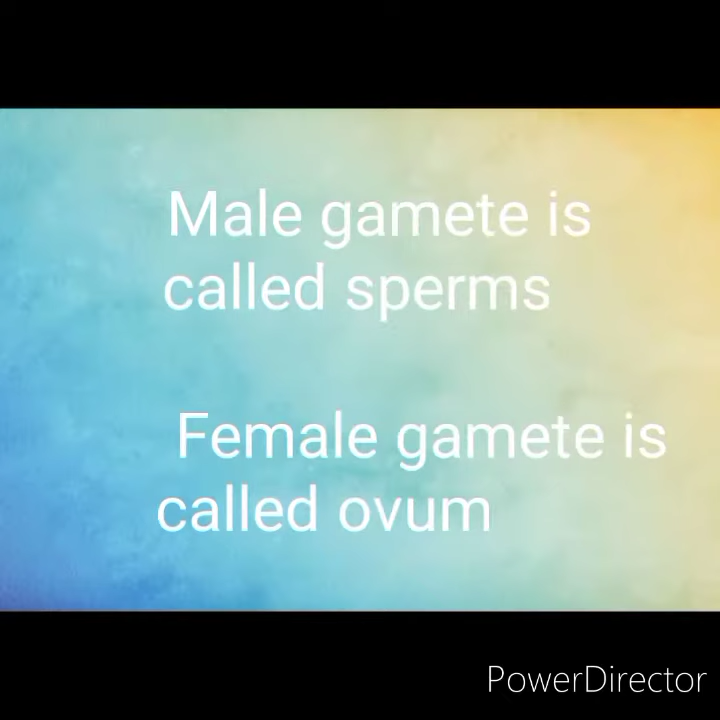 Male gamete is
called sperms
Female gamete is
called ovum
PowerDirector